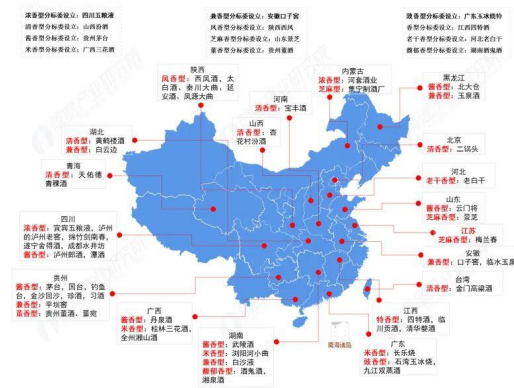 浓香型分标委设立：四川五粮液
清香型分标委设立：山西汾酒
酱香型分标委设立：贵州茅台
米香型分标委设立：广西三花酒
兼香型分标委设立：安徽口子窖
凤香型分标委设立：陕西西凤
芝麻香型分标委设立：山东景芝
董香型分标委设立：贵州董酒
豉香型分标委设立：广东玉冰烧特
香型分标委设立：江西四特酒
老干香型分标委设立：河北老白干
馥郁香型分标委设立：湖南酒鬼酒
陕西
凤香型：西凤酒，太
白酒、秦川大曲、延
安酒、凤源大曲
河南
清香型：宝丰酒
内蒙古
浓香型：河套酒业
芝麻型：集宁制酒厂
黑龙江
酱香型：北大仓
兼香型：玉泉酒
湖北
清香型：黄鹤楼酒
兼香型：白云边
山西
清香型：杏
花村汾酒
北京
清香型：二锅头
青海
清香型：天佑德
青稞酒
河北
老干香型：老白干
山东
酱香型：云门将
芝麻香型：景芝
四川
浓香型：宜宾五粮液，泸州
的泸州老窖，绵竹剑南春，
遂宁舍得酒，成都水井坊
酱香型：泸州郎酒，潭酒
江苏
芝麻香型：梅兰春
安徽
兼香型：口子窖，临水玉泉
台湾
清香型：金门高粱酒
贵州
酱香型：茅台，国台，钓鱼
台，金沙回沙，珍酒，习酒
兼香型：平坝窖
董香型：贵州董酒，董宛
广西
酱香型：丹泉酒
米香型：桂林三花酒，
全州湘山酒
湖南
酱香型：武陵酒
米香型：浏阳河小曲
兼香型：白沙液
馥郁香型：酒鬼酒，
湘泉酒
江西
特香型：四特酒，临
川贡酒，清华婺酒
广东
米香型：长乐烧
豉香型：石湾玉冰烧，
九江双蒸酒
南海诸岛